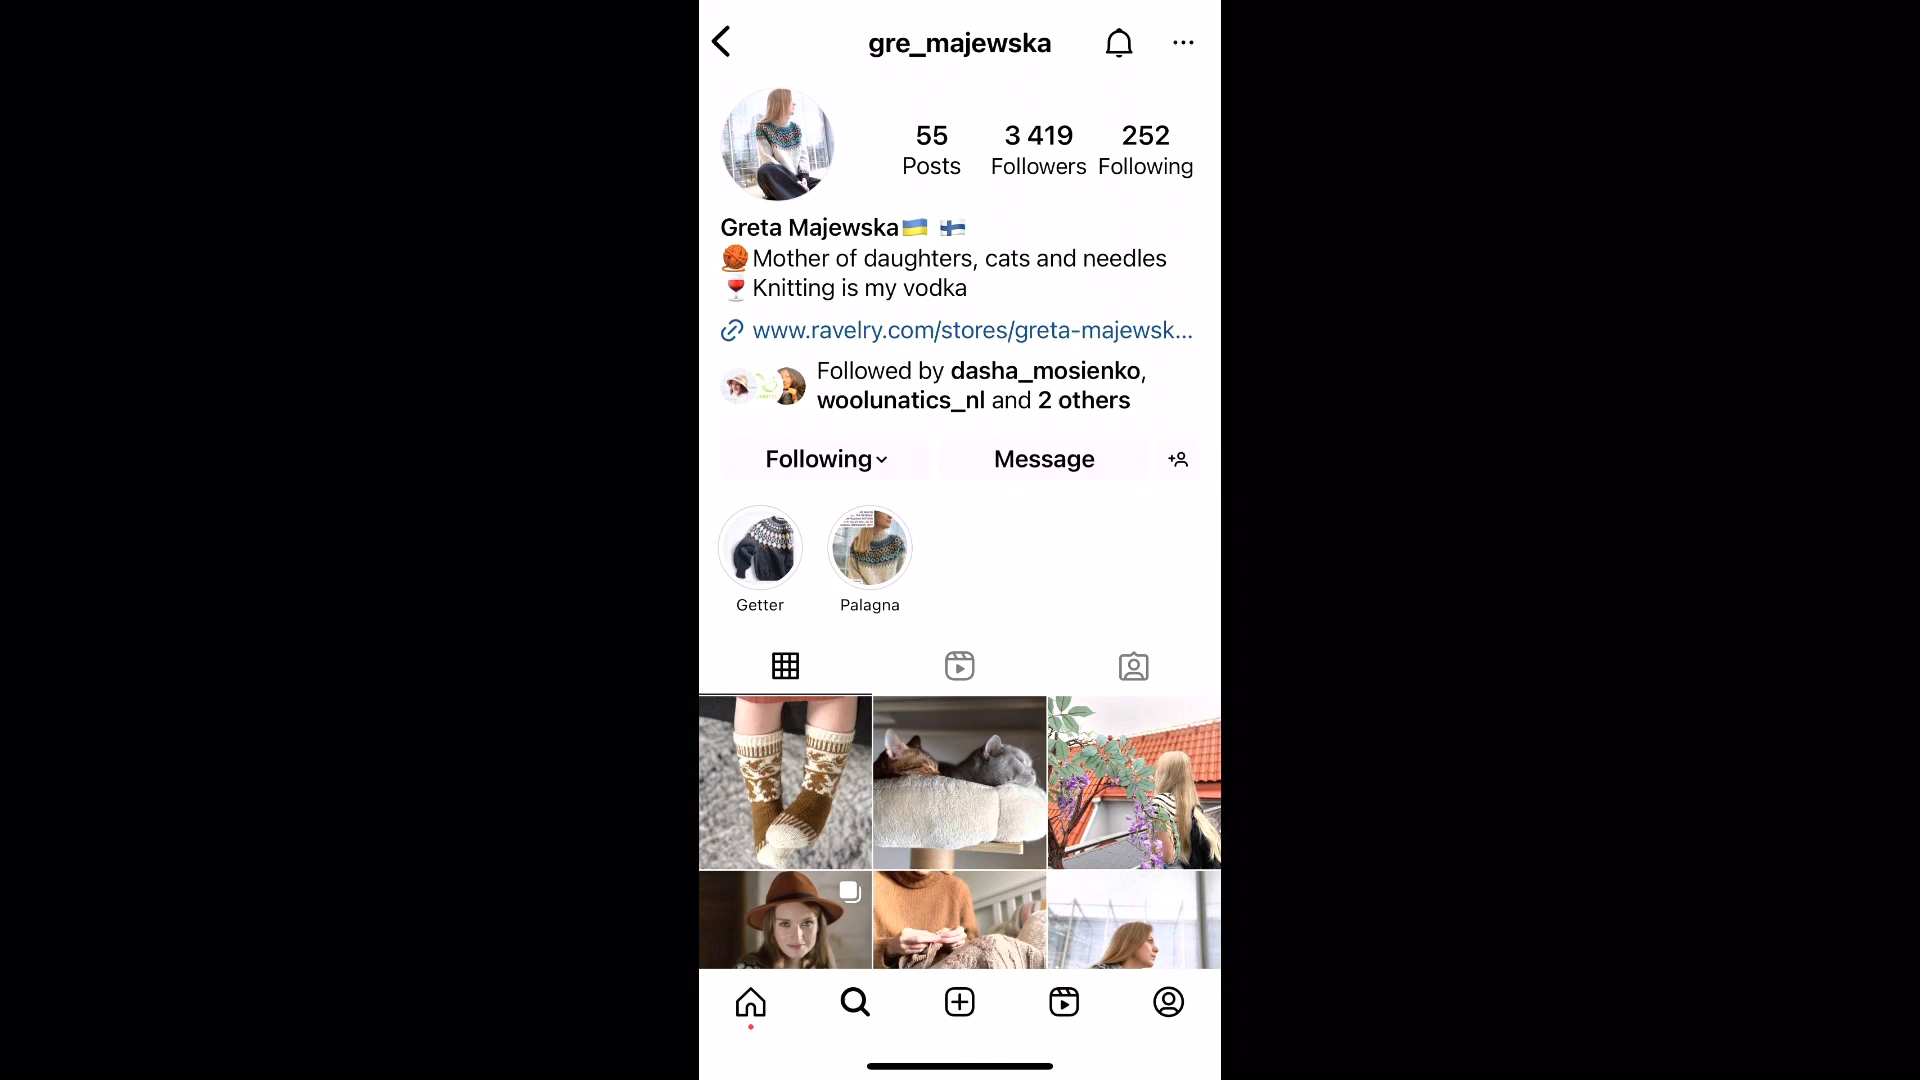 gre_majewska
55 3 419 252
Posts Followers Following
Greta Majewska
Mother of daughters, cats and needles
Knitting is my vodka
www.ravelry.com/stores/greta-majewsk...
Followed by dasha_mosienko,
woolunatics_nl and 2 others
Following Message
Getter Palagna